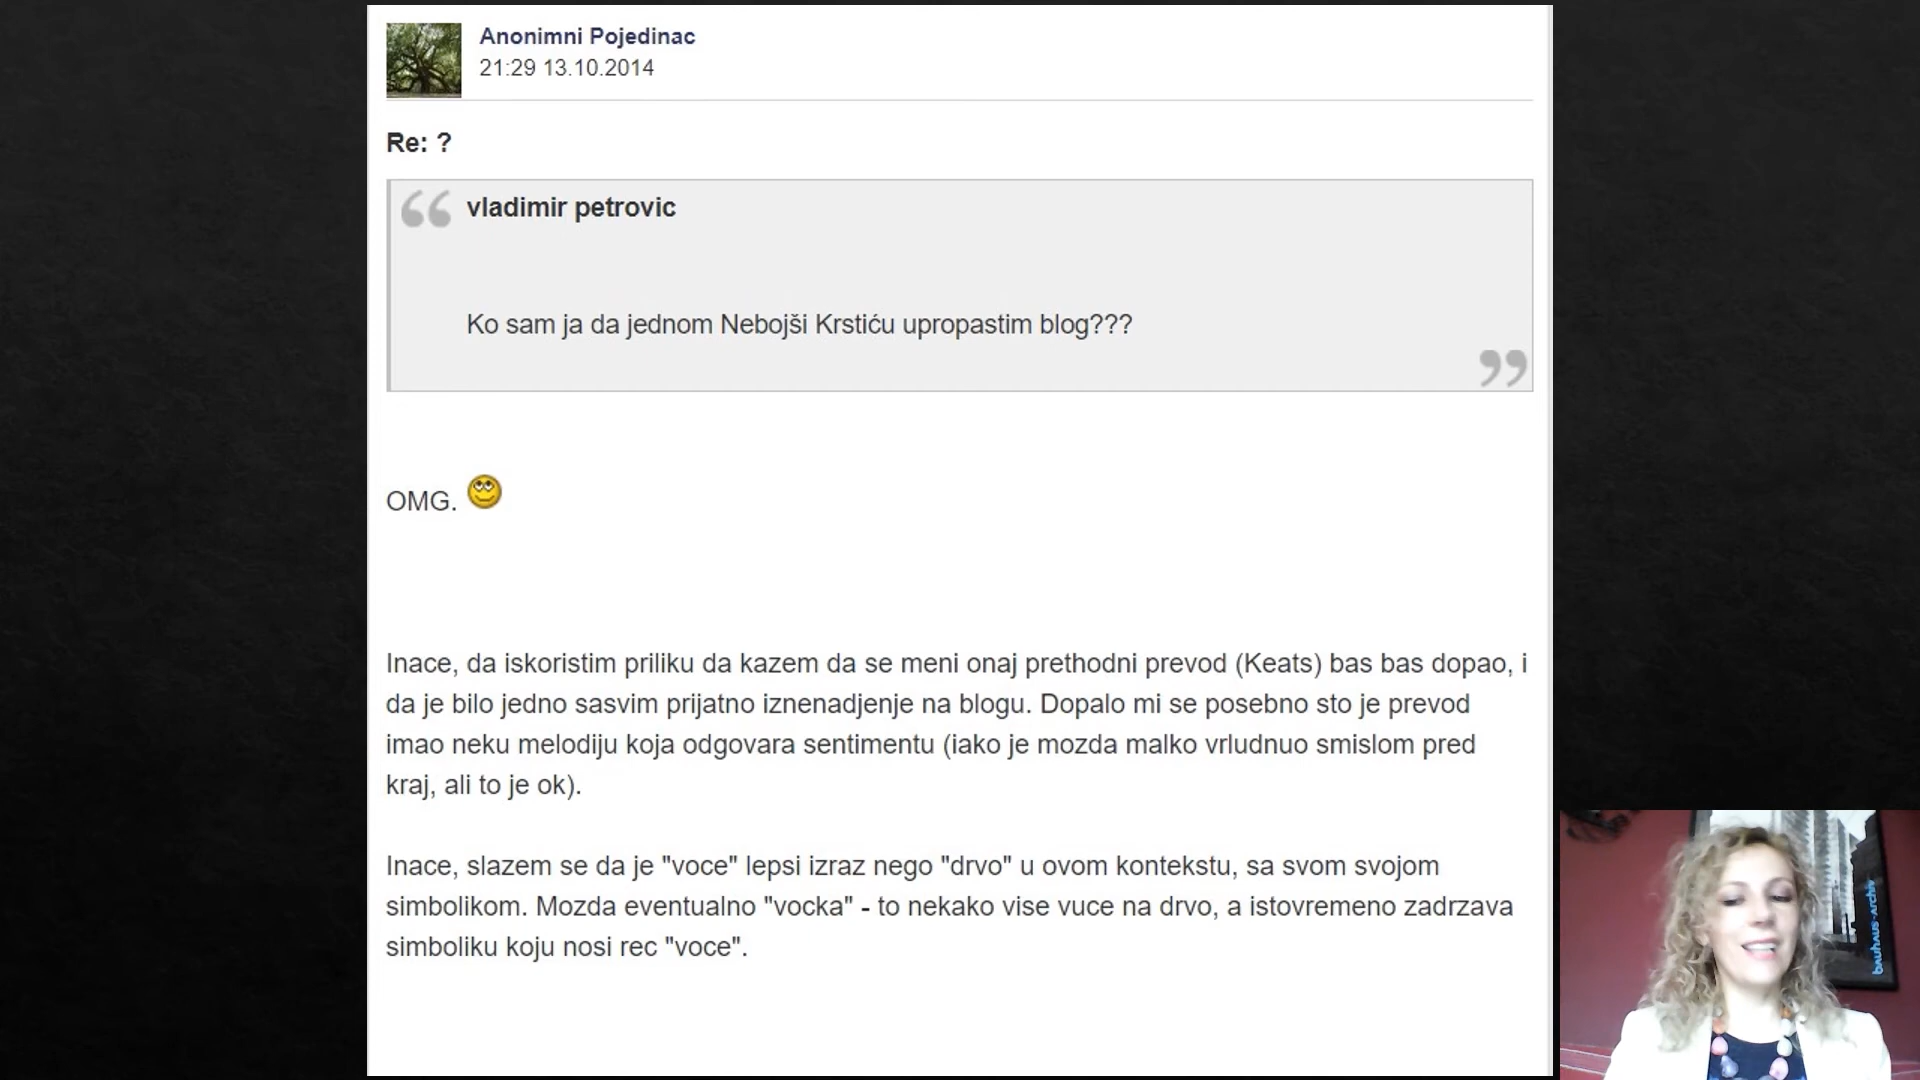 Anonimni Pojedinac
21:29 13.10.2014
Re: ?
vladimir petrovic
Ko sam ja da jednom Nebojši Krstiću upropastim blog???
OMG.
Inace, da iskoristim priliku da kazem da se meni onaj prethodni prevod (Keats) bas bas dopao, i
da je bilo jedno sasvim prijatno iznenadjenje na blogu. Dopalo mi se posebno sto je prevod
imao neku melodiju koja odgovara sentimentu (iako je mozda malko vrludnuo smislom pred
kraj, ali to je ok).
Inace, slazem se da je "voce" lepsi izraz nego "drvo" u ovom kontekstu, sa svom svojom
simbolikom. Mozda eventualno "vocka" - to nekako vise vuce na drvo, a istovremeno zadrzava
simboliku koju nosi rec "voce".
bauhaus-archiv